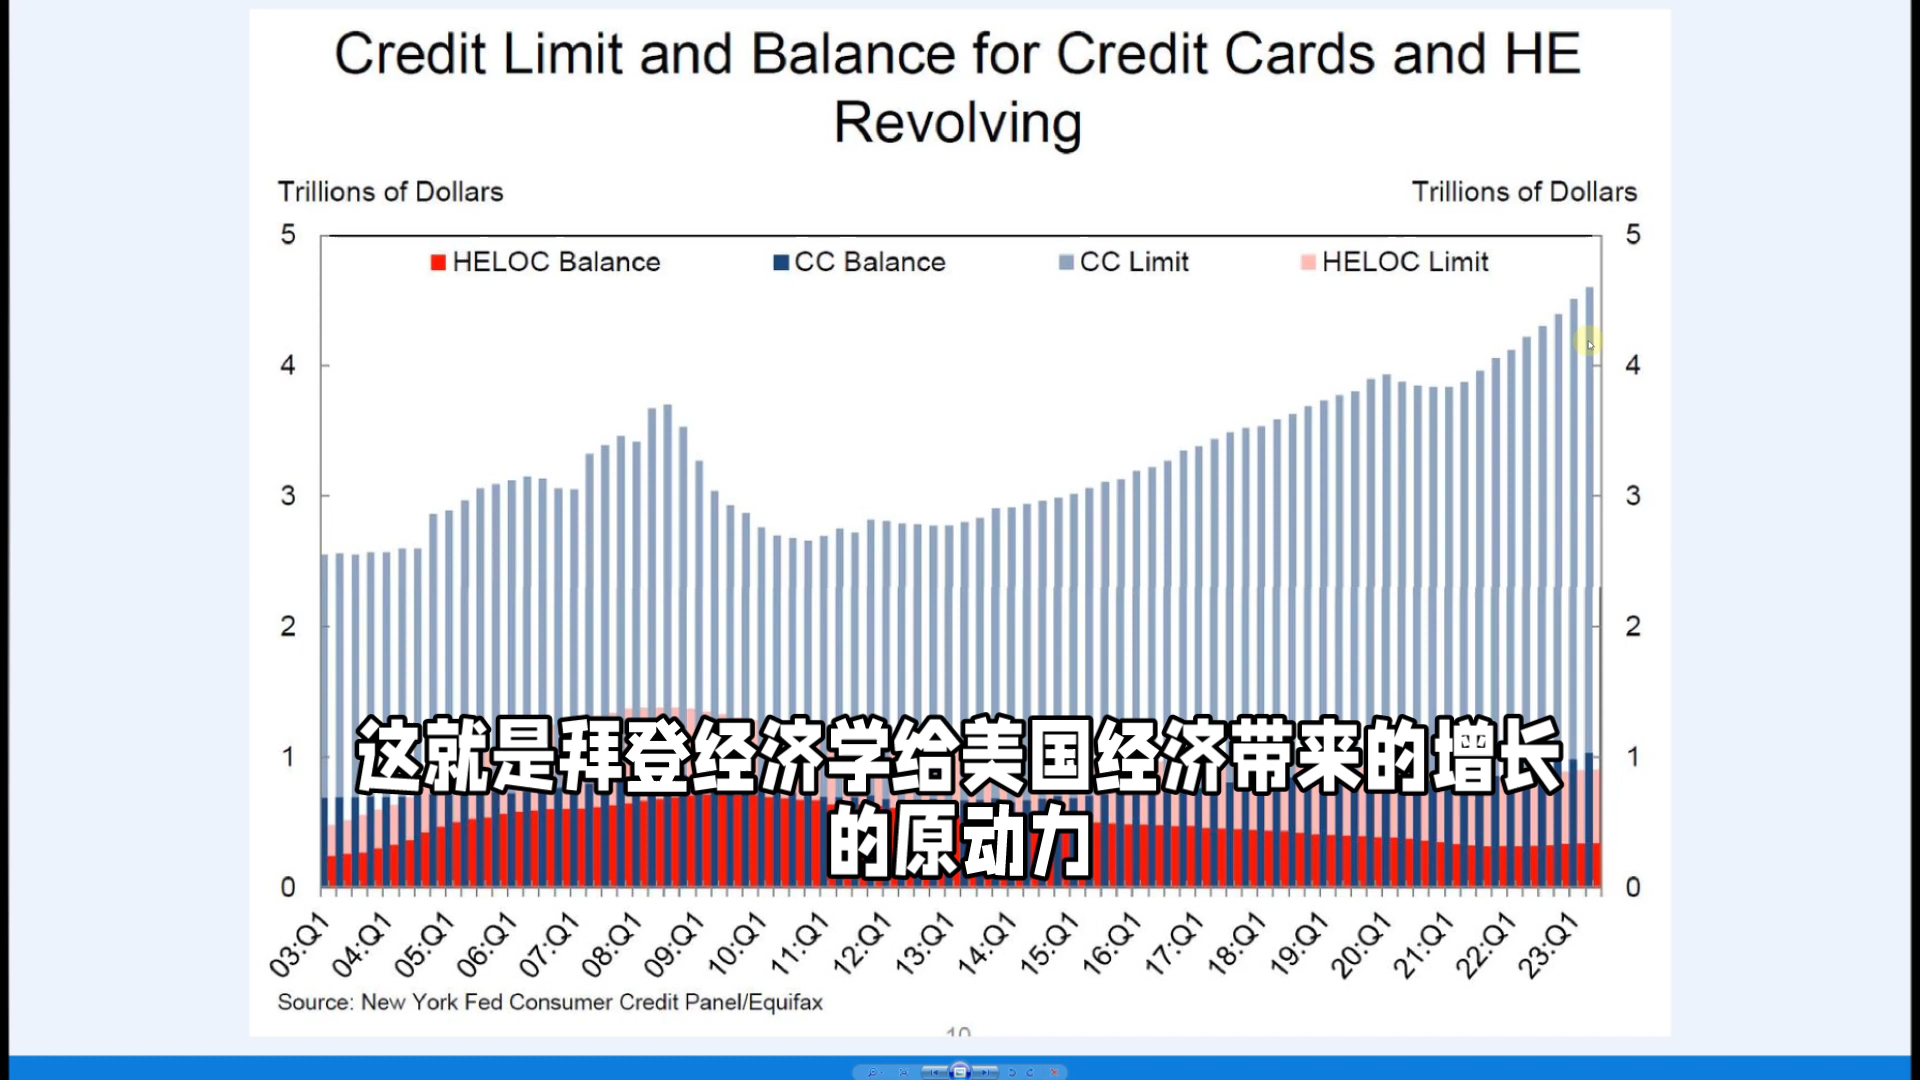 Credit Limit and Balance for Credit Cards and HE
Revolving
Trillions of Dollars
Trillions of Dollars
5
5
HELOC Balance
CC Balance
CC Limit
HELOC Limit
4
4
3
3
2
2
1
1
这就是拜登经济学给美国经济带来的增长
的原动力
0
0
03:Q1
04:Q1
05:Q1
06:Q1
07:Q1
08:Q1
09:Q1
10:Q1
11:Q1
12:Q1
13:Q1
14:Q1
15:Q1
16:Q1
17:Q1
18:Q1
19:Q1
20:Q1
21:Q1
22:Q1
23:Q1
Source: New York Fed Consumer Credit Panel/Equifax
10